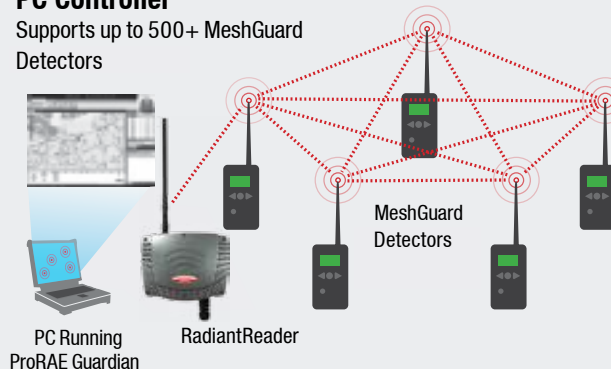 PC Controller
Supports up to 500+ MeshGuard
Detectors
MeshGuard
Detectors
PC Running
ProRAE Guardian
RadiantReader